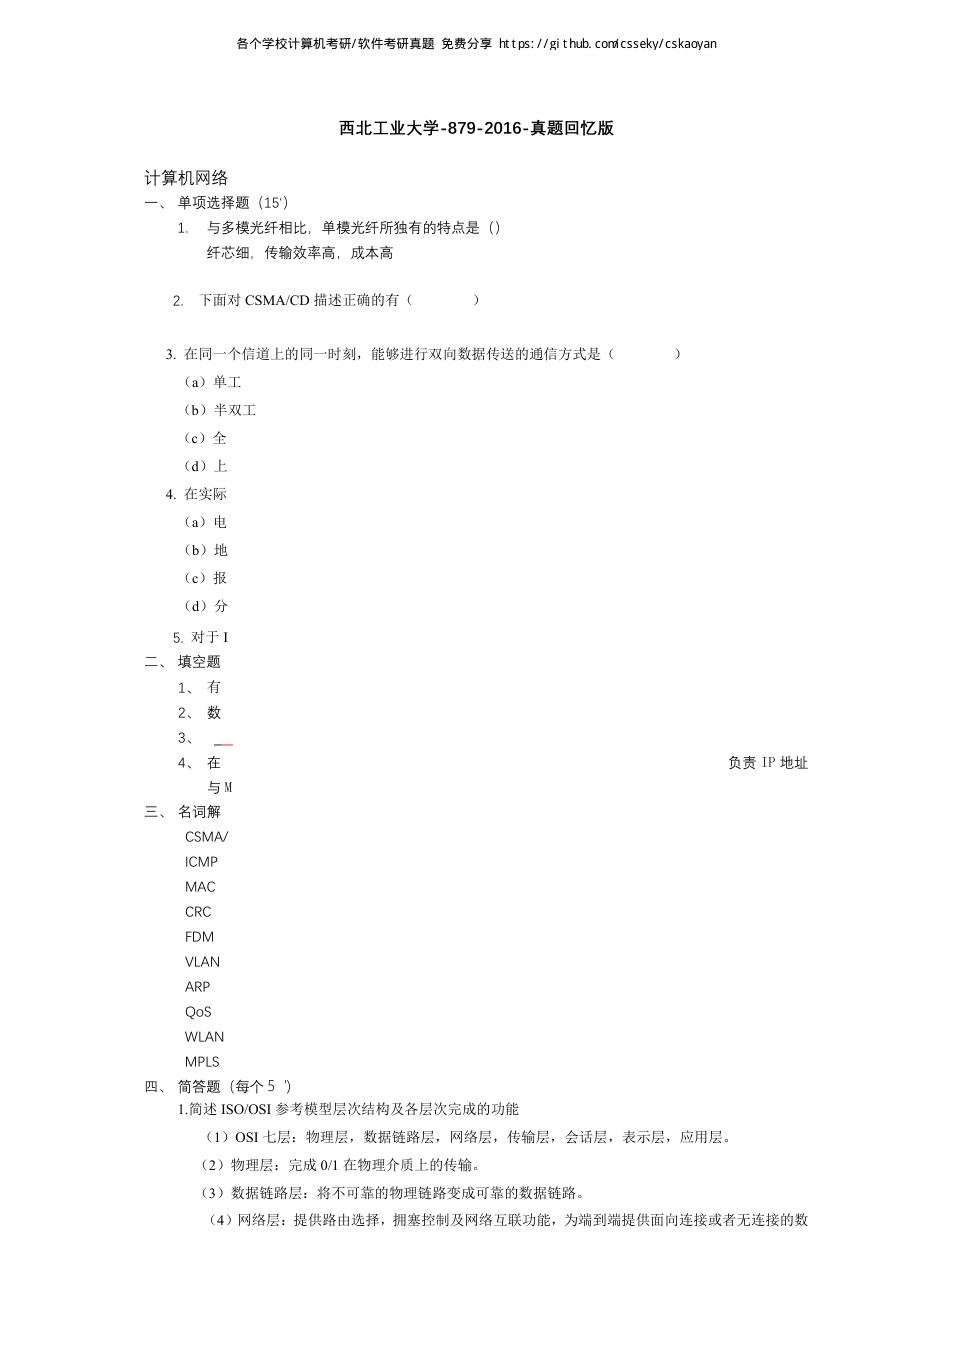 各个学校计算机考研/软件考研真题 免费分享 https://github.com/csseky/cskaoyan
西北工业大学-879-2016-真题回忆版
计算机网络
一、 单项选择题（15‘）
1. 与多模光纤相比，单模光纤所独有的特点是（）
纤芯细，传输效率高，成本高
2. 下面对 CSMA/CD 描述正确的有（ ）
3. 在同一个信道上的同一时刻，能够进行双向数据传送的通信方式是（ ）
（a）单工
（b）半双工
（c）全
（d）上
4. 在实际
（a）电
（b）地
（c）报
（d）分
5. 对于 I
二、 填空题
1、 有
2、 数
3、
4、 在 负责 IP 地址
与 M
三、 名词解
CSMA/
ICMP
MAC
CRC
FDM
VLAN
ARP
QoS
WLAN
MPLS
四、 简答题（每个 5 ’）
1.简述 ISO/OSI 参考模型层次结构及各层次完成的功能
（1）OSI 七层：物理层，数据链路层，网络层，传输层，会话层，表示层，应用层。
（2）物理层：完成 0/1 在物理介质上的传输。
（3）数据链路层：将不可靠的物理链路变成可靠的数据链路。
（4）网络层：提供路由选择，拥塞控制及网络互联功能，为端到端提供面向连接或者无连接的数